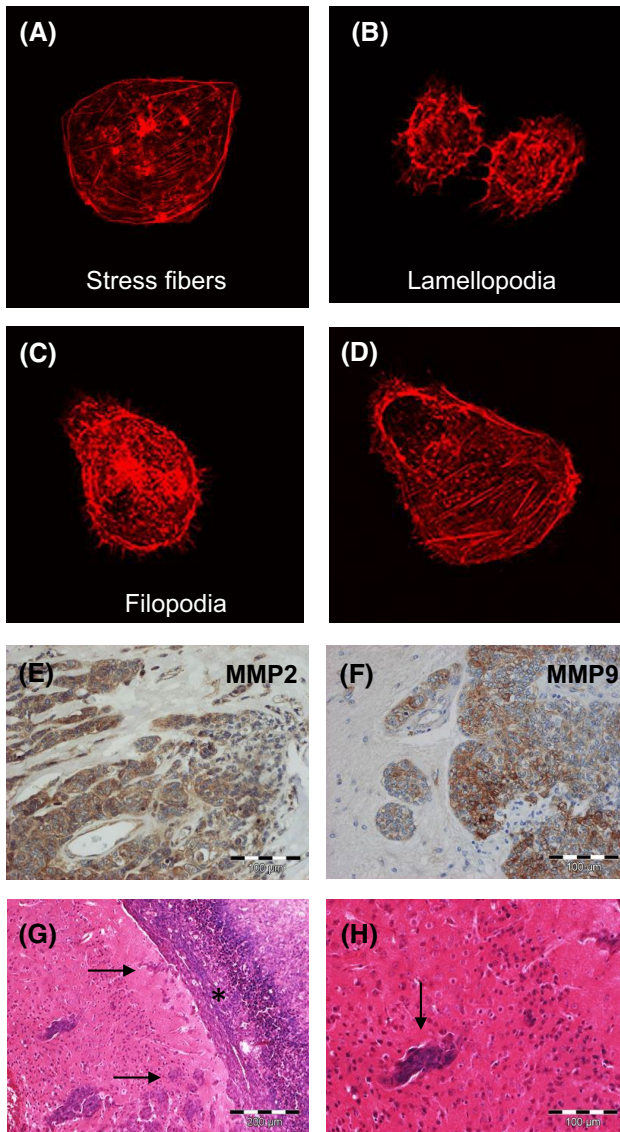 (A)
Stress fibers
(B)
Lamellopodia
(C)
Filopodia
(D)
(E) MMP2
100 µm
(F) MMP9
100 µm
(G)
*
200 µm
(H)
100 µm